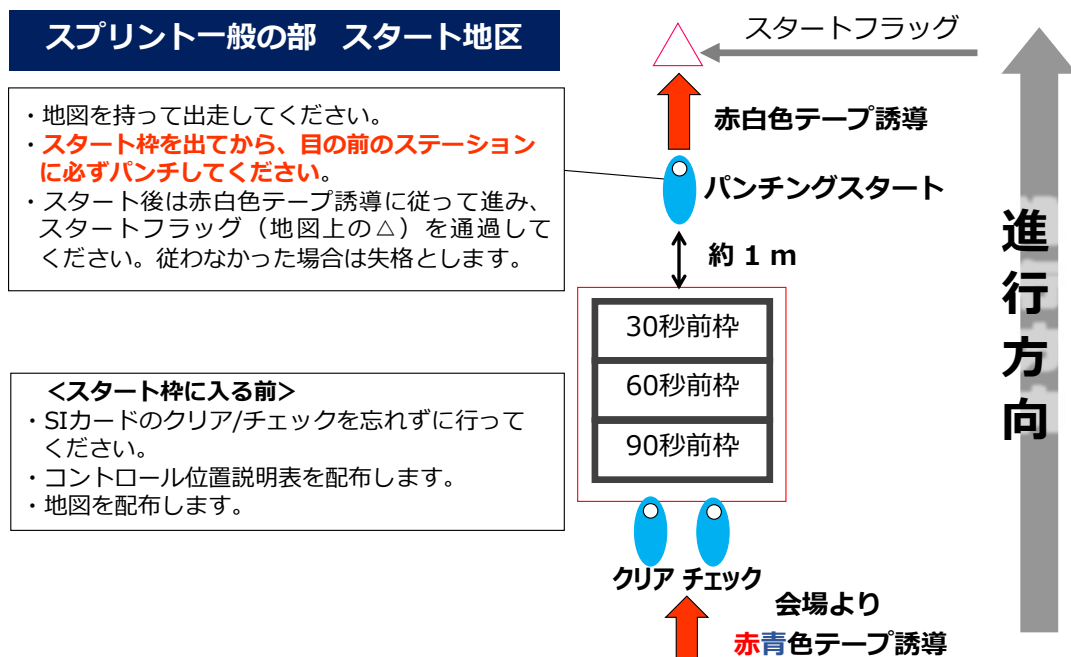 スプリント一般の部 スタート地区
・地図を持って出走してください。
・スタート枠を出てから、目の前のステーション
に必ずパンチしてください。
・スタート後は赤白色テープ誘導に従って進み、
スタートフラッグ（地図上の△）を通過して
ください。従わなかった場合は失格とします。
<スタート枠に入る前>
・SIカードのクリア/チェックを忘れずに行って
ください。
・コントロール位置説明表を配布します。
・地図を配布します。
スタートフラッグ
赤白色テープ誘導
パンチングスタート
約 1 m
30秒前枠
60秒前枠
90秒前枠
クリア チェック
会場より
赤青色テープ誘導
進行方向